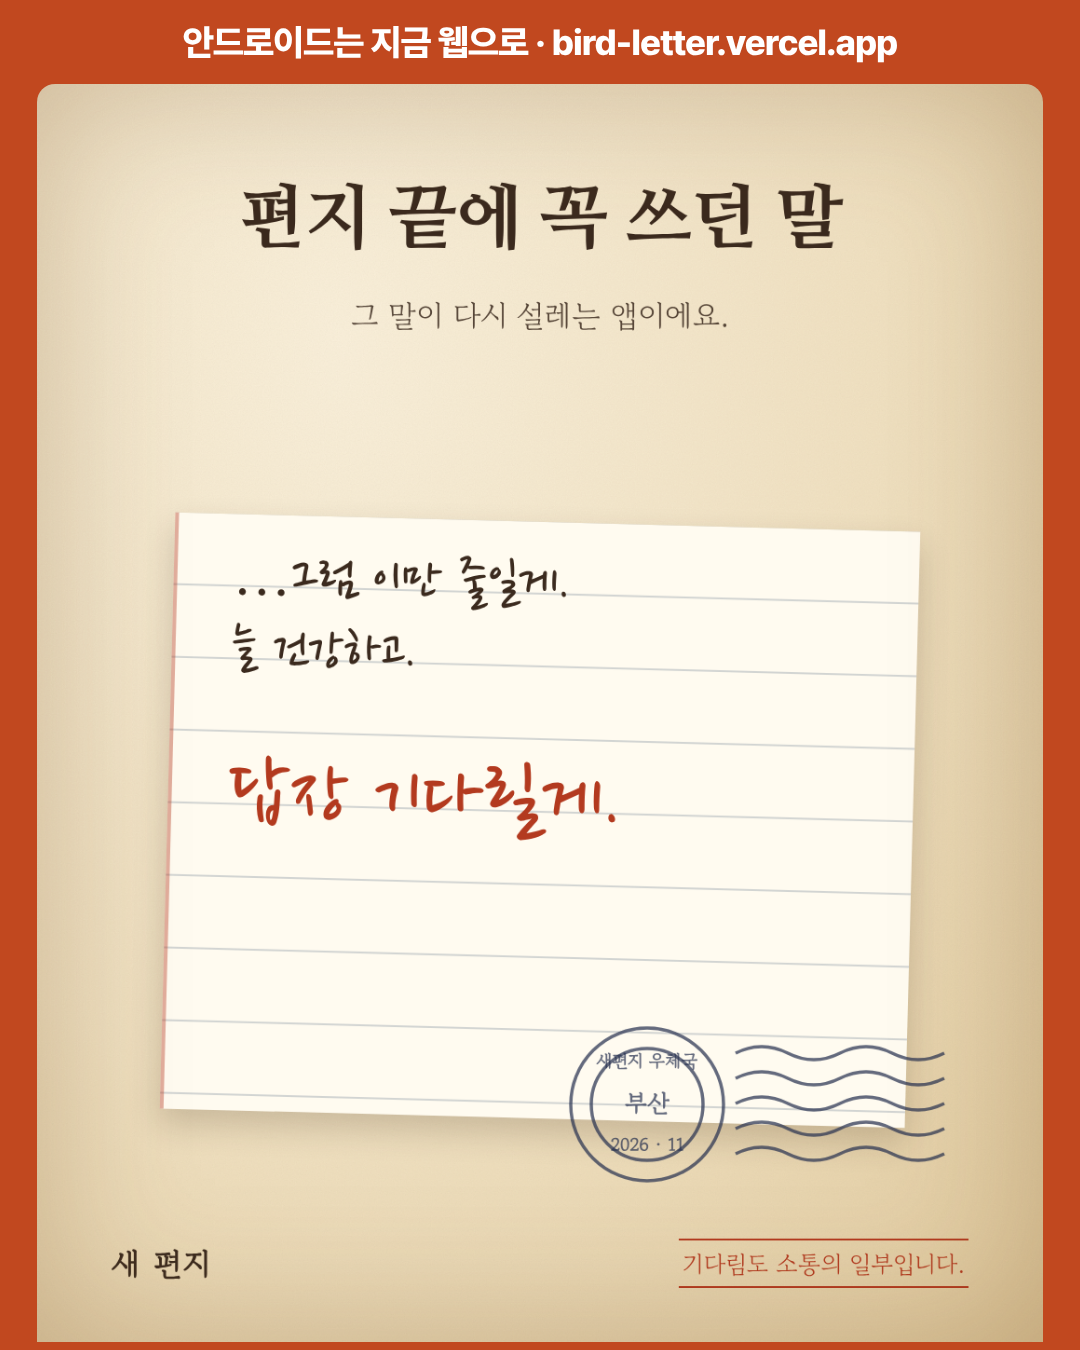 안드로이드는 지금 웹으로 · bird-letter.vercel.app
편지 끝에 꼭 쓰던 말
그 말이 다시 설레는 앱이에요.
...그럼 이만 줄일게.
늘 건강하고.
답장 기다릴게.
새편지 우체국
부산
2026 · 11
새 편지
기다림도 소통의 일부입니다.